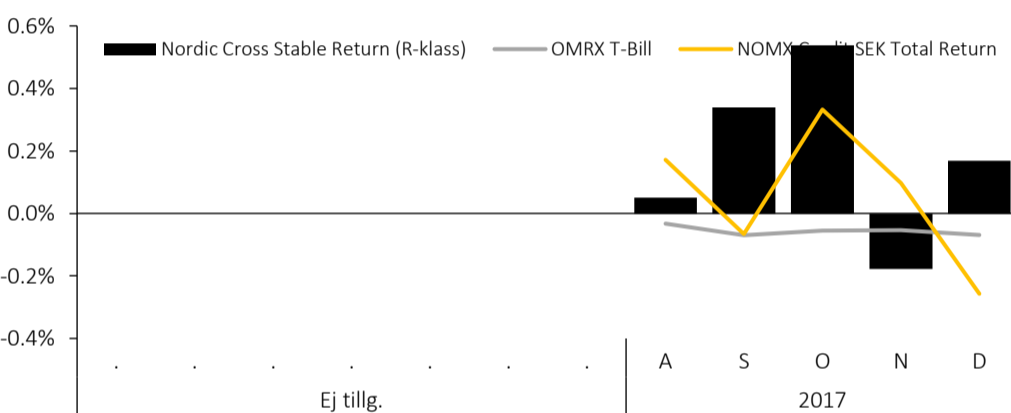 0.6%
Nordic Cross Stable Return (R-klass) OMRX T-Bill NOMX Credit SEK Total Return
0.4%
0.2%
0.0%
-0.2%
-0.4%
. . . . . . . A S O N D
Ej tillg. 2017